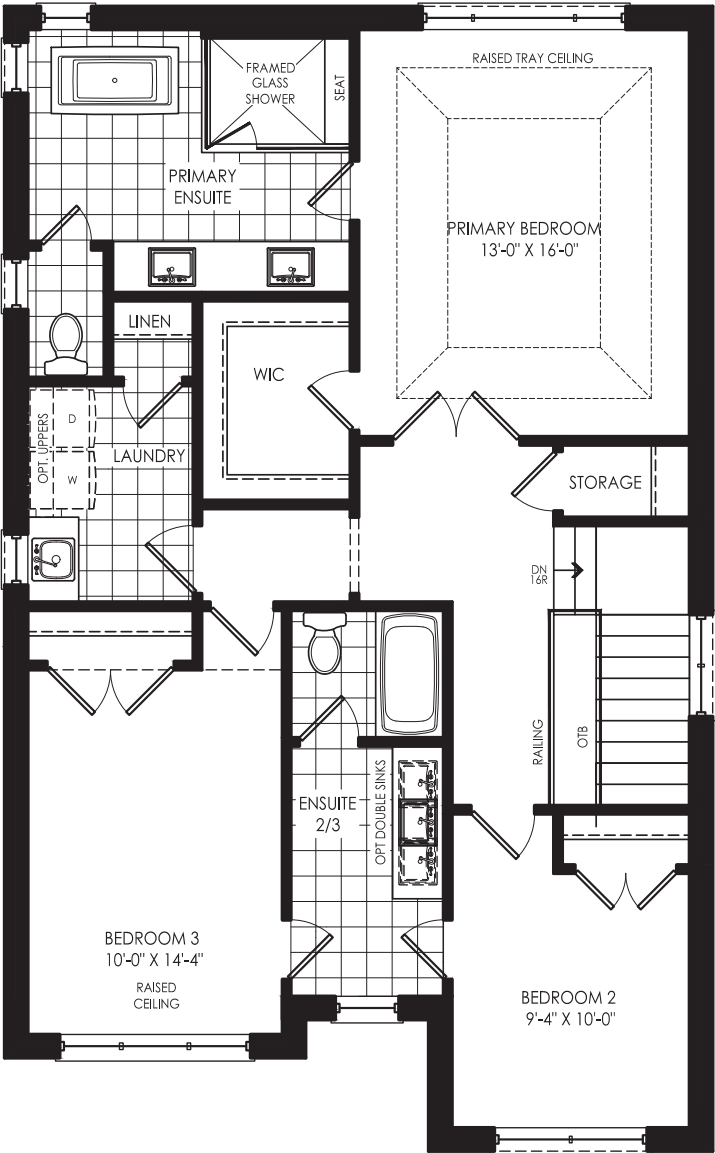 RAISED TRAY CEILING
FRAMED
GLASS
SHOWER
SEAT
PRIMARY
ENSUITE
PRIMARY BEDROOM
13'-0" X 16'-0"
LINEN
WIC
OPT. UPPERS
D
W
LAUNDRY
STORAGE
DN
16R
RAILING
OTB
ENSUITE
2/3
OPT DOUBLE SINKS
BEDROOM 3
10'-0" X 14'-4"
RAISED
CEILING
BEDROOM 2
9'-4" X 10'-0"